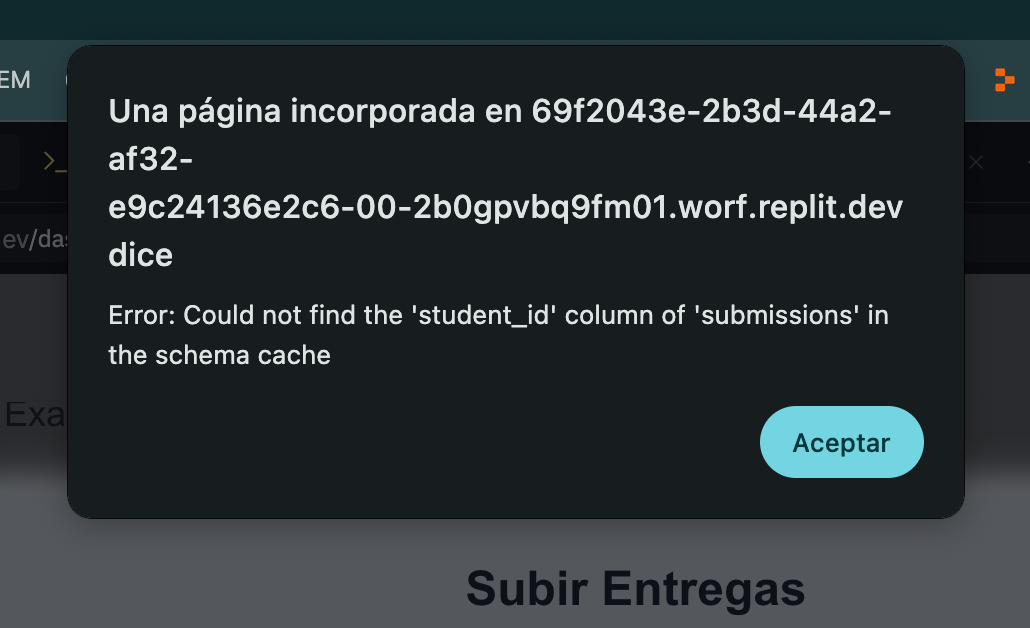 EM
Una página incorporada en 69f2043e-2b3d-44a2-
af32-
e9c24136e2c6-00-2b0gpvbq9fm01.worf.replit.dev
dice
>_
ev/das
Error: Could not find the 'student_id' column of 'submissions' in
the schema cache
Exa
Aceptar
Subir Entregas